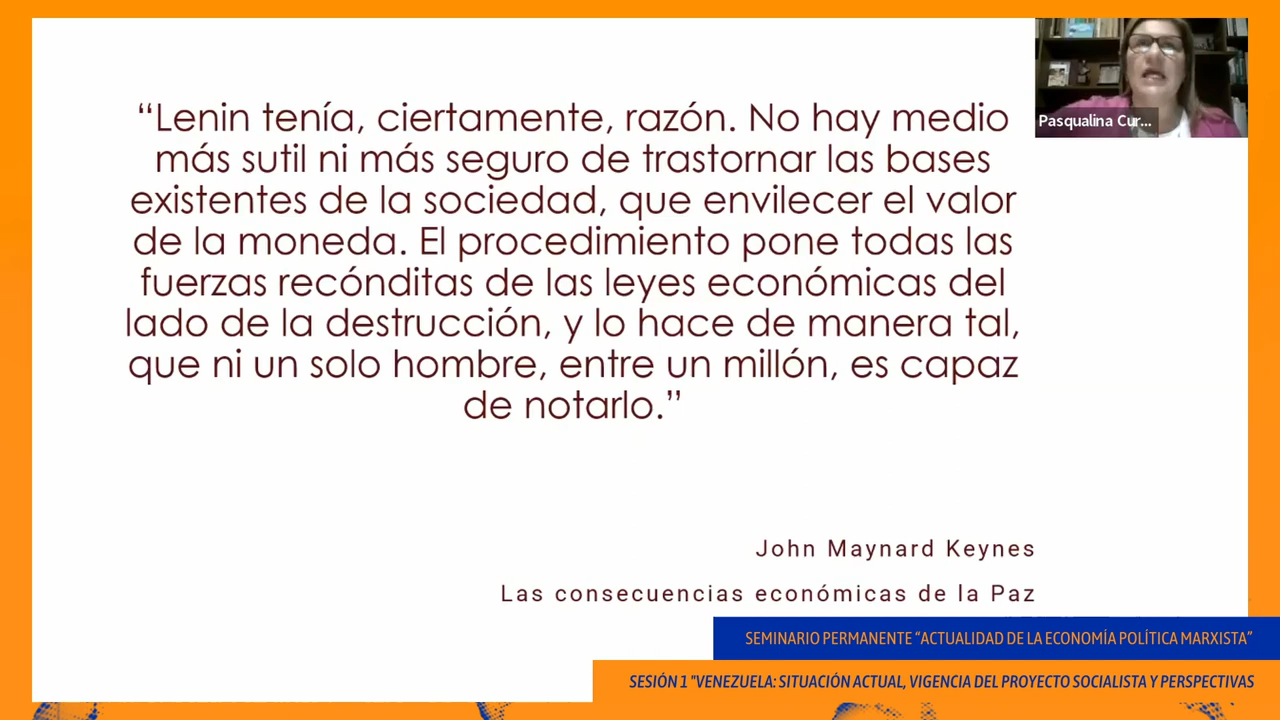 “Lenin tenía, ciertamente, razón. No hay medio
más sutil ni más seguro de trastornar las bases
existentes de la sociedad, que envilecer el valor
de la moneda. El procedimiento pone todas las
fuerzas recónditas de las leyes económicas del
lado de la destrucción, y lo hace de manera tal,
que ni un solo hombre, entre un millón, es capaz
de notarlo.”
Pasqualina Cur...
John Maynard Keynes
Las consecuencias económicas de la Paz
SEMINARIO PERMANENTE “ACTUALIDAD DE LA ECONOMÍA POLÍTICA MARXISTA”
SESIÓN 1 "VENEZUELA: SITUACIÓN ACTUAL, VIGENCIA DEL PROYECTO SOCIALISTA Y PERSPECTIVAS